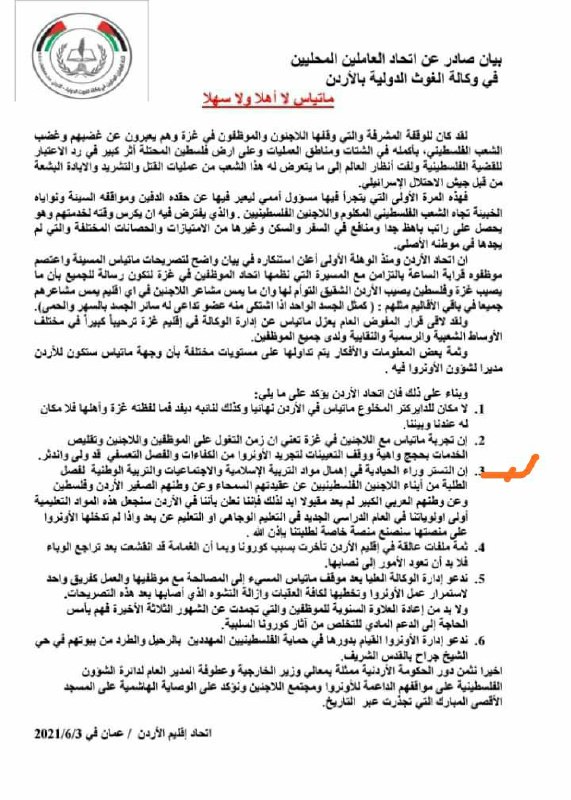 بيان صادر عن اتحاد العاملين المحليين
في وكالة الغوث الدولية بالأردن
ماتياس لا أهلا ولا سهلا
لقد كان للوقفة المشرفة والتي وقفها اللاجئون والموظفون في غزة وهم يعبرون عن غضبهم وغضب
الشعب الفلسطيني، بأكمله في الشتات ومناطق العمليات وعلى ارض فلسطين المحتلة أثر كبير في رد الاعتبار
للقضية الفلسطينية ولفت أنظار العالم إلى ما يتعرض له هذا الشعب من عمليات القتل والتشريد والابادة البشعة
من قبل جيش الاحتلال الإسرائيلي.
فهذه المرة الأولى التي يتجرأ فيها مسؤول أممي ليعبر فيها عن حقده الدفين ومواقفه السيئة ونواياه
الخبيثة تجاه الشعب الفلسطيني المكلوم واللاجئين الفلسطينيين . والذي يفترض فيه ان يكرس وقته لخدمتهم وهو
يحصل على راتب باهظ جدا ومنافع في السفر والسكن وغيرها من الامتيازات والحصانات المختلفة والتي لم
يجدها في موطنه الأصلي.
ان اتحاد الأردن ومنذ الوهلة الاولى أعلن استنكاره في بيان واضح لتصريحات ماتياس المسيئة واعتصم
موظفوه قرابة الساعة بالتزامن مع المسيرة التي نظمها اتحاد الموظفين في غزة لتكون رسالة للجميع بأن ما
يصيب غزة وفلسطين يصيب الأردن الشقيق التوأم لها وان ما يمس مشاعر اللاجئين في اي أقليم يمس مشاعرهم
جميعا في باقي الأقاليم مثلهم : ( كمثل الجسد الواحد اذا اشتكى منه عضو تداعى له سائر الجسد بالسهر والحمى).
ولقد لاقى قرار المفوض العام بعزل ماتياس عن إدارة الوكالة في إقليم غزة ترحيباً كبيراً في مختلف
الأوساط الشعبية والرسمية والنقابية ولدى جميع الموظفين.
وثمة بعض المعلومات والأفكار يتم تداولها على مستويات مختلفة بأن وجهة ماتياس ستكون للأردن
مديرا لشؤون الأونروا فيه .
وبناء على ذلك فان اتحاد الأردن يؤكد على ما يلي:
1. لا مكان للدايركتر المخلوع ماتياس في الأردن نهائيا وكذلك لنائبه ديفد فما لفظته غزة وأهلها فلا مكان
له عندنا وبيننا.
2. إن تجربة ماتياس مع اللاجئين في غزة تعني ان زمن التغول على الموظفين واللاجئين وتقليص
الخدمات بحجج واهية ووقف التعيينات لتجريد الأونروا من الكفاءات والفصل التعسفي قد ولى واندثر.
3. إن التستر وراء الحيادية في إهمال مواد التربية الإسلامية والاجتماعيات والتربية الوطنية لفصل
الطلبة من أبناء اللاجئين الفلسطينيين عن عقيدتهم السمحاء وعن وطنهم الصغير الأردن وفلسطين
وعن وطنهم العربي الكبير لم يعد مقبولا ابد لذلك فإننا نعلن بأننا في الأردن سنجعل هذه المواد التعليمية
أولى اولوياتنا في العام الدراسي الجديد في التعليم الوجاهي او التعليم عن بعد واذا لم تدخلها الأونروا
على منصتها سنصنع منصة خاصة لطلبتنا بإذن الله .
4. ثمة ملفات عالقة في إقليم الأردن تأخرت بسبب كورونا وبما أن الغمامة قد انقشعت بعد تراجع الوباء
فلا بد أن تعود الأمور إلى نصابها.
5. ندعو إدارة الوكالة العليا بعد موقف ماتياس المسيء إلى المصالحة مع موظفيها والعمل كفريق واحد
لاستمرار عمل الأونروا وتخطيها لكافة العقبات وازالة التشوه الذي أصابها بعد هذه التصريحات.
ولا بد من إعادة العلاوة السنوية للموظفين والتي تجمدت عن الشهور الثلاثة الأخيرة فهم بأمس
الحاجة إلى الدعم المادي للتخلص من آثار كورونا السلبية.
6. ندعو إدارة الأونروا القيام بدورها في حماية الفلسطينيين المهددين بالرحيل والطرد من بيوتهم في حي
الشيخ جراح بالقدس الشريف.
اخيرا نثمن دور الحكومة الأردنية ممثلة بمعالي وزير الخارجية وعطوفة المدير العام لدائرة الشؤون
الفلسطينية على مواقفهم الداعمة للأونروا ومجتمع اللاجئين ونؤكد على الوصاية الهاشمية على المسجد
الأقصى المبارك التي تجذرت عبر التاريخ.
اتحاد إقليم الأردن / عمان في 2021/6/3